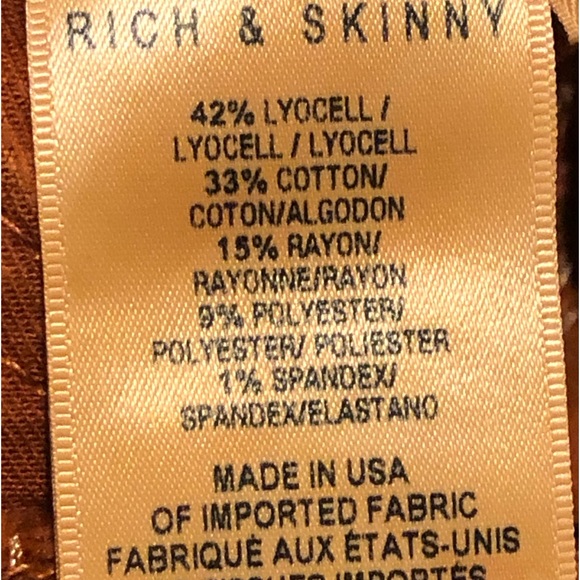 RICH & SKINNY
42% LYOCELL /
LYOCELL / LYOCELL
33% COTTON/
COTON/ALGODON
15% RAYON/
RAYONNE/RAYON
9% POLYESTER/
POLYESTER/ POLIESTER
1% SPANDEX/
SPANDEX/ELASTANO
MADE IN USA
OF IMPORTED FABRIC
FABRIQUÉ AUX ÉTATS-UNIS
IMPORTÉS